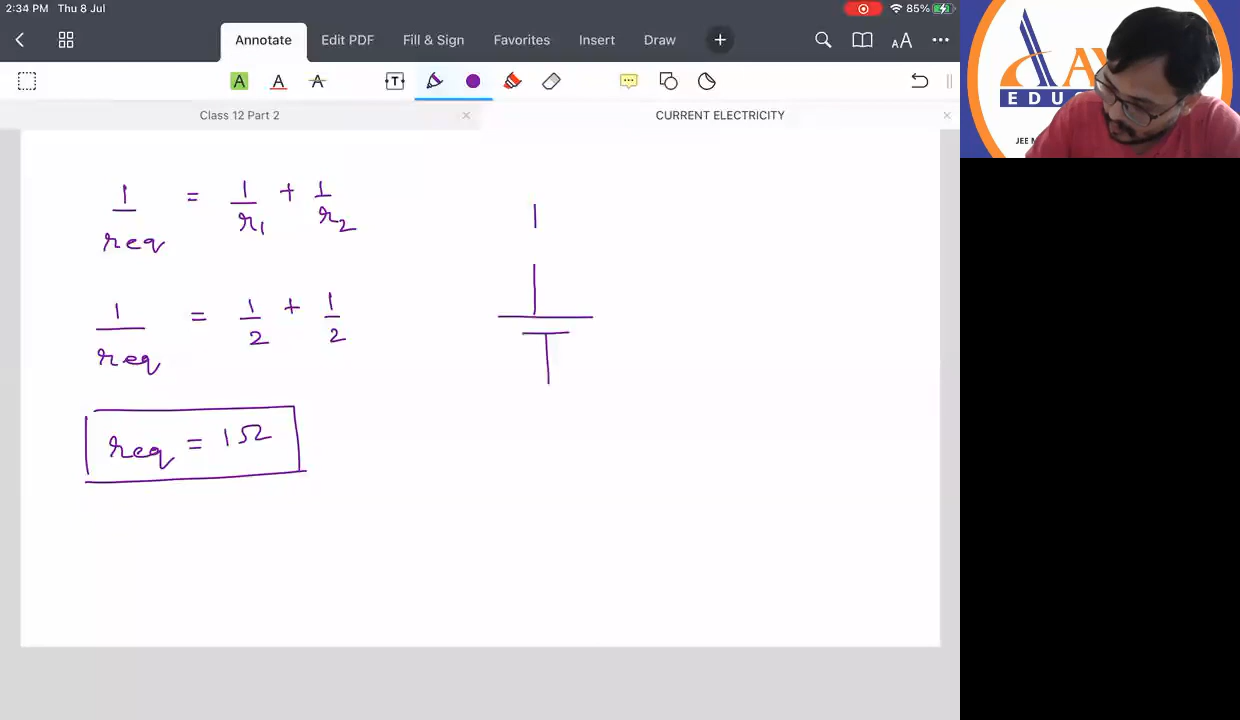 2:34 PM Thu 8 Jul
85%
Annotate Edit PDF Fill & Sign Favorites Insert Draw
Class 12 Part 2
CURRENT ELECTRICITY
1/req = 1/r1 + 1/r2
1/req = 1/2 + 1/2
req = 1Ω
EDU
JEE